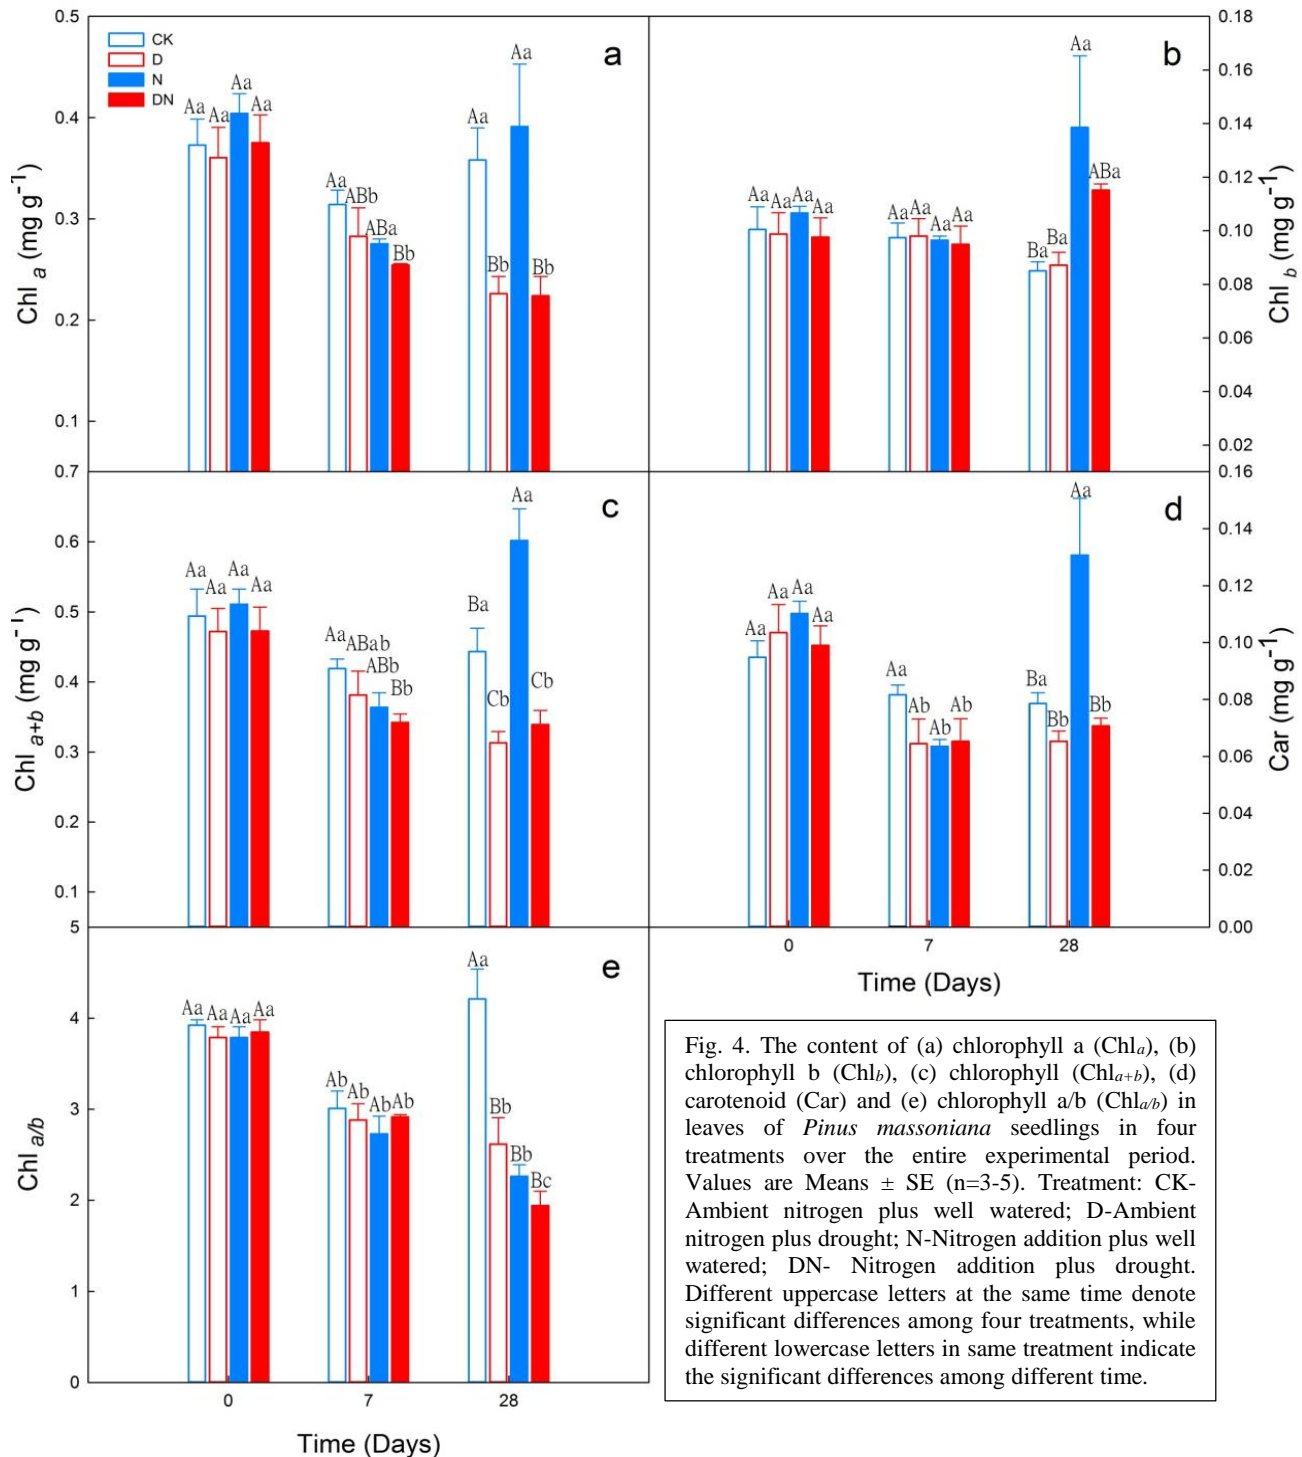 0.5
0.4
0.3
0.2
0.1
0.7
Chl a (mg g⁻¹)
CK
D
N
DN
a
Aa
Aa
Aa
Aa
Aa
ABb
ABa
Bb
Aa
Bb
Aa
Bb
b
Aa
Aa
Aa
Aa
Aa
Aa
Aa
Aa
Ba
Ba
Aa
ABa
0.18
0.16
0.14
0.12
0.10
0.08
0.06
0.04
0.02
0.16
Chl b (mg g⁻¹)
0.6
0.5
0.4
0.3
0.2
0.1
5
Chl a+b (mg g⁻¹)
c
Aa
Aa
Aa
Aa
Aa
ABab
ABb
Bb
Ba
Cb
Aa
Cb
d
Aa
Aa
Aa
Aa
Aa
Ab
Ab
Ab
Ba
Bb
Aa
Bb
0.14
0.12
0.10
0.08
0.06
0.04
0.02
0.00
Car (mg g⁻¹)
0 7 28
Time (Days)
4
3
2
1
0
Chl a/b
e
Aa
Aa
Aa
Aa
Ab
Ab
Ab
Ab
Aa
Bb
Bb
Bc
0 7 28
Time (Days)
Fig. 4. The content of (a) chlorophyll a (Chla), (b)
chlorophyll b (Chlb), (c) chlorophyll (Chla+b), (d)
carotenoid (Car) and (e) chlorophyll a/b (Chla/b) in
leaves of Pinus massoniana seedlings in four
treatments over the entire experimental period.
Values are Means ± SE (n=3-5). Treatment: CK-
Ambient nitrogen plus well watered; D-Ambient
nitrogen plus drought; N-Nitrogen addition plus well
watered; DN- Nitrogen addition plus drought.
Different uppercase letters at the same time denote
significant differences among four treatments, while
different lowercase letters in same treatment indicate
the significant differences among different time.